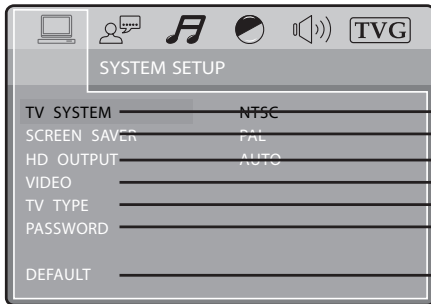 TVG
SYSTEM SETUP
TV SYSTEM NTSC
SCREEN SAVER PAL
HD OUTPUT AUTO
VIDEO
TV TYPE
PASSWORD
DEFAULT